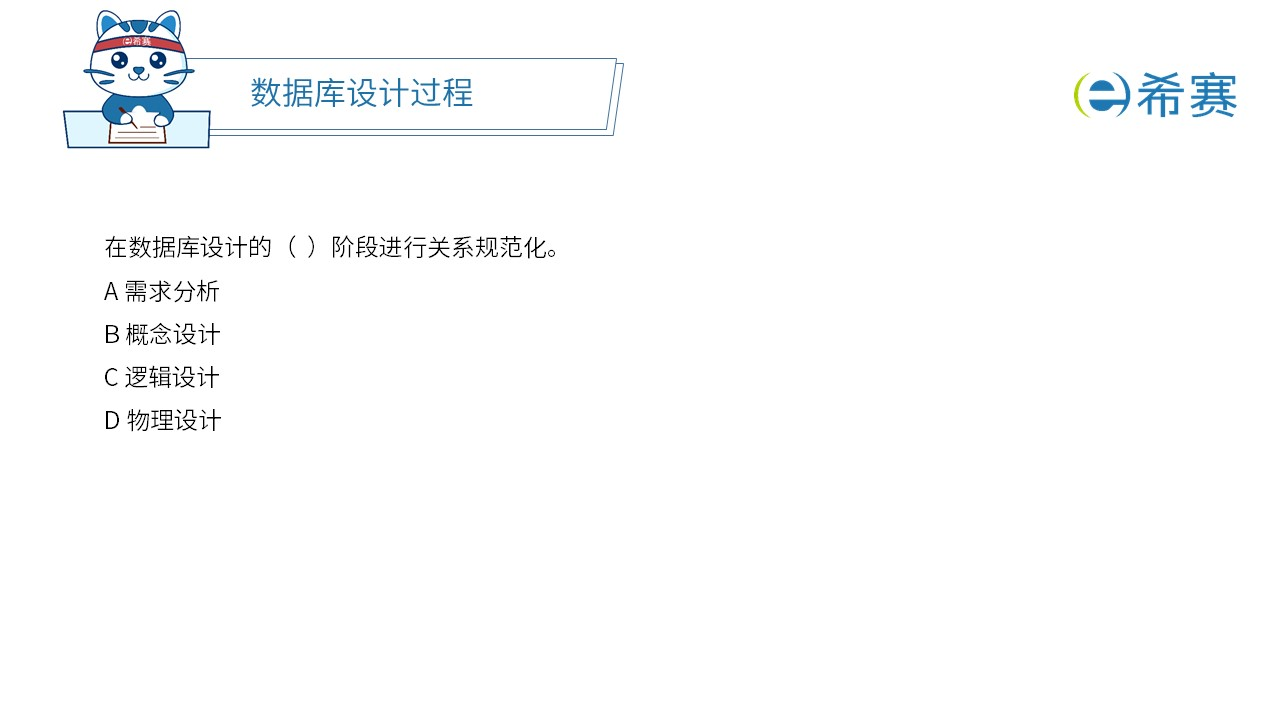 希赛
数据库设计过程
希赛
在数据库设计的（ ）阶段进行关系规范化。
A 需求分析
B 概念设计
C 逻辑设计
D 物理设计